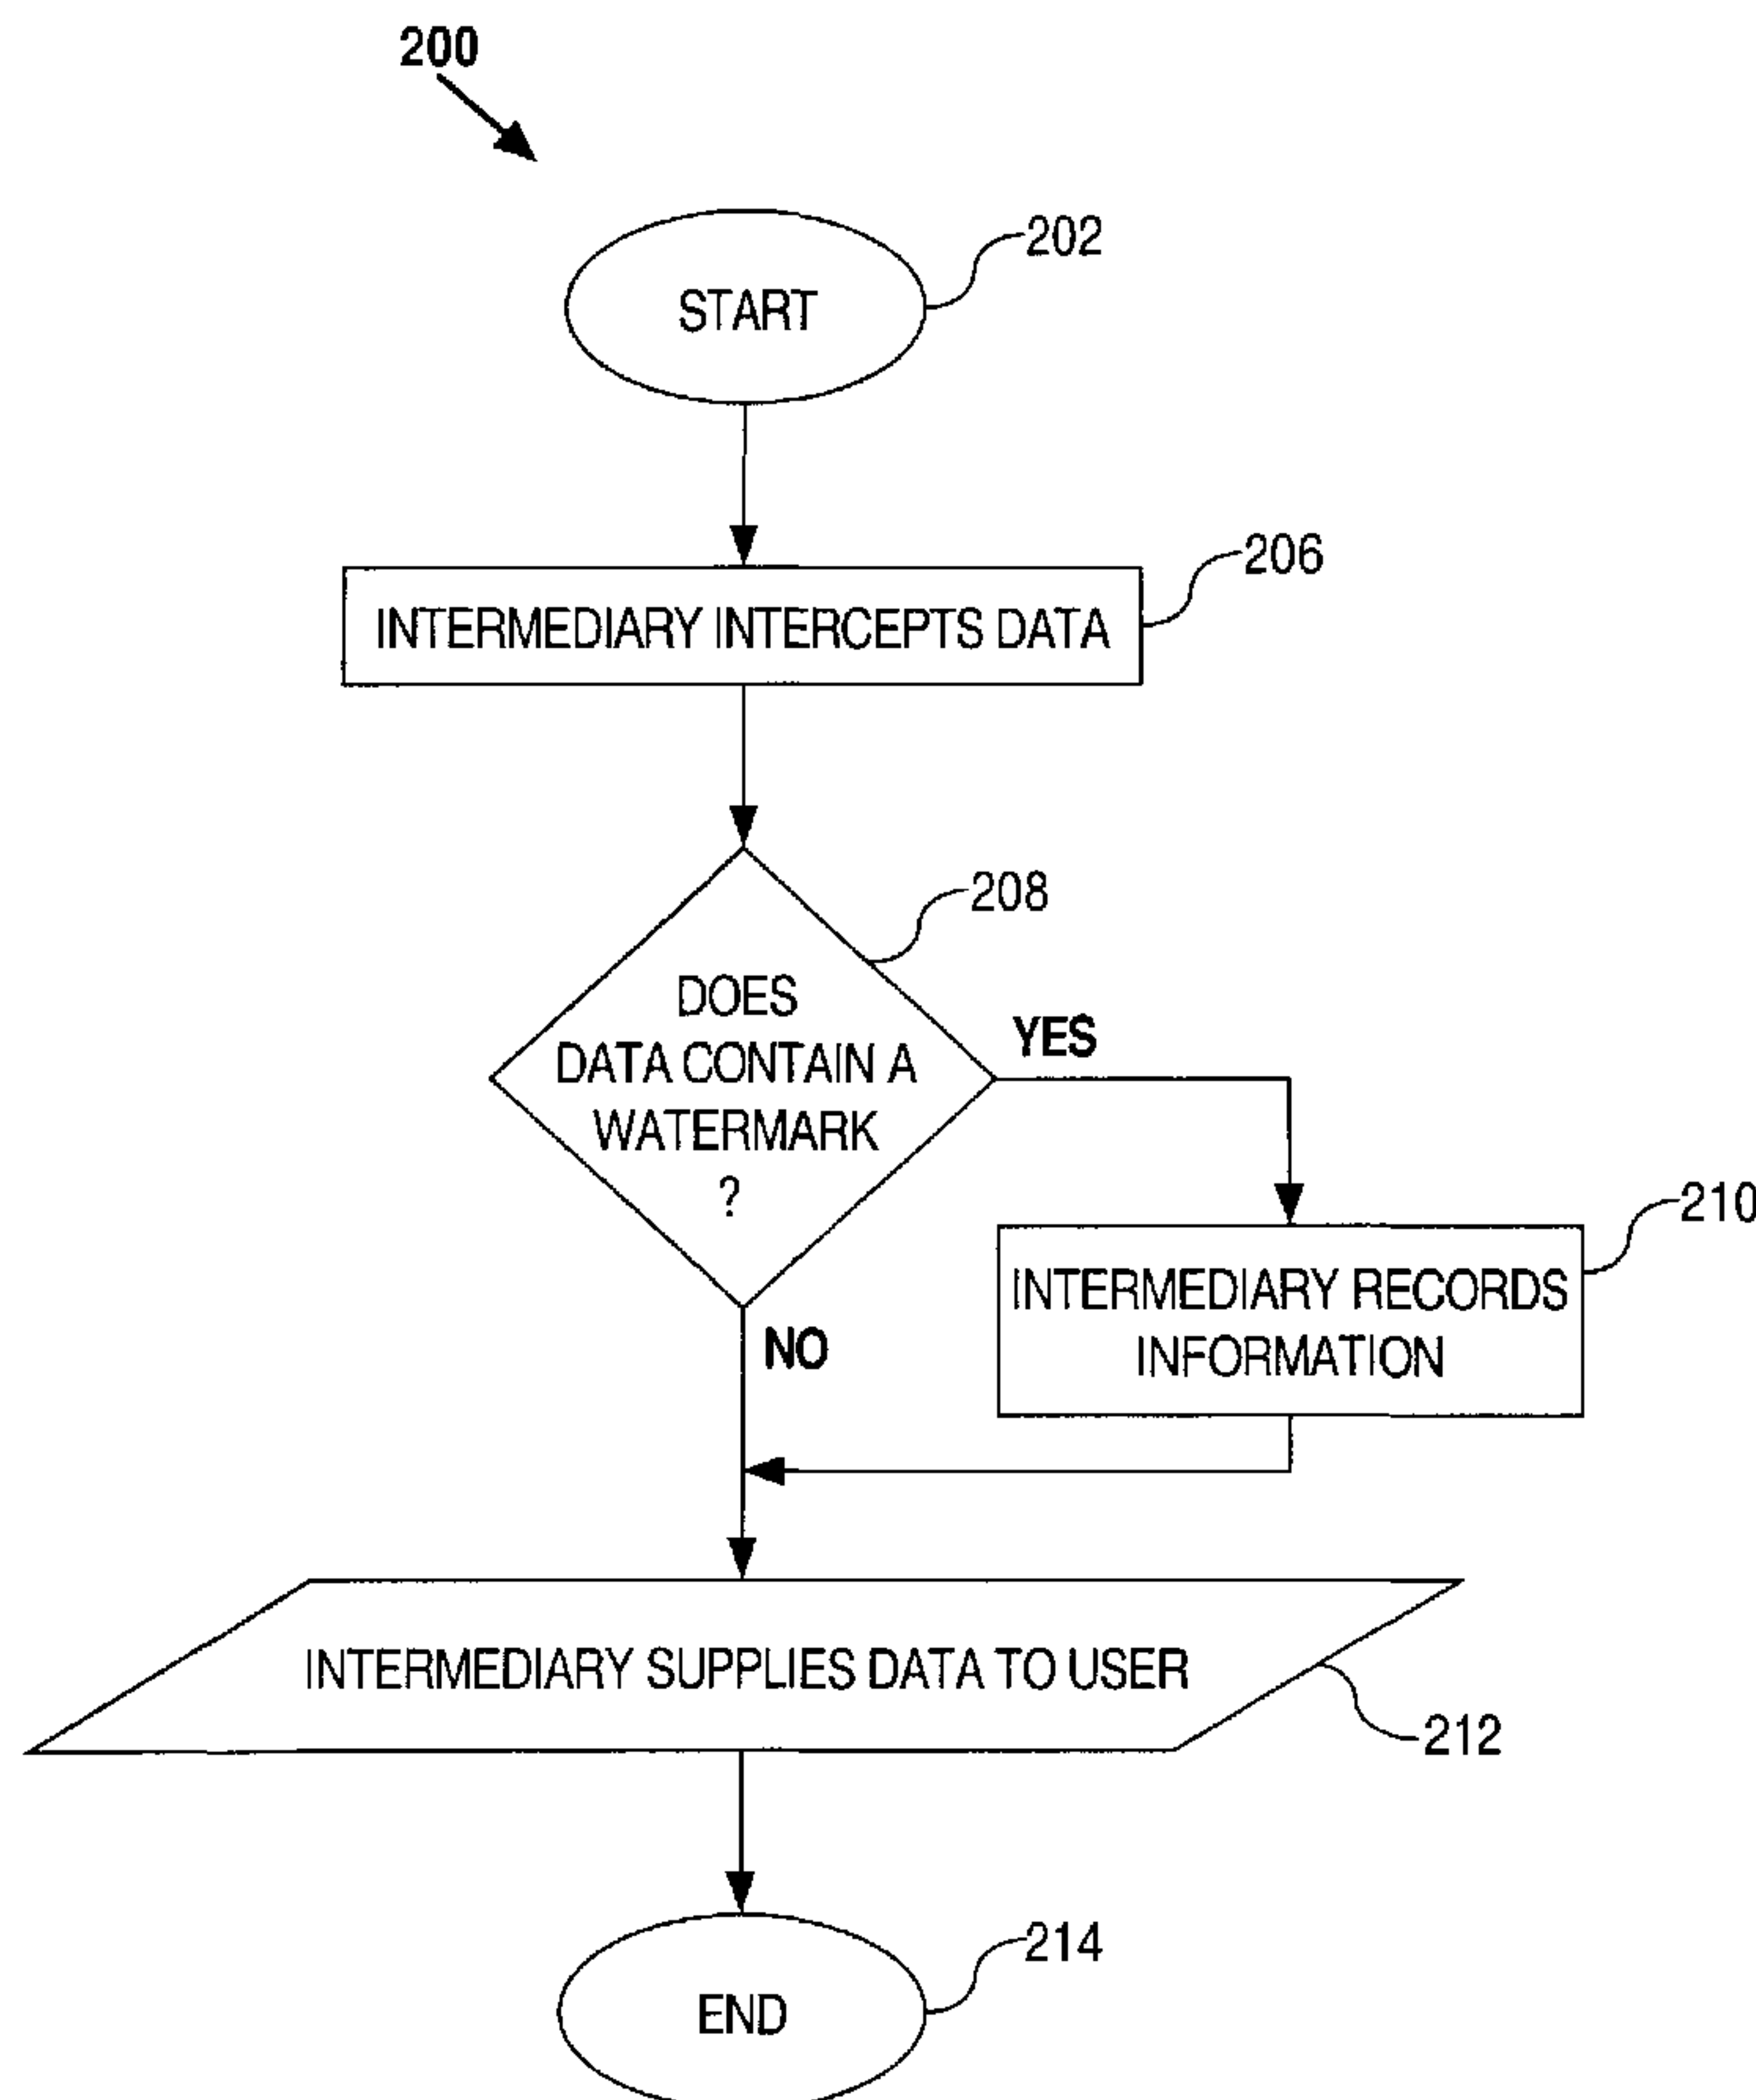 200
START
202
INTERMEDIARY INTERCEPTS DATA
206
208
DOES
DATA CONTAIN A
WATERMARK
?
YES
NO
210
INTERMEDIARY RECORDS
INFORMATION
INTERMEDIARY SUPPLIES DATA TO USER
212
END
214